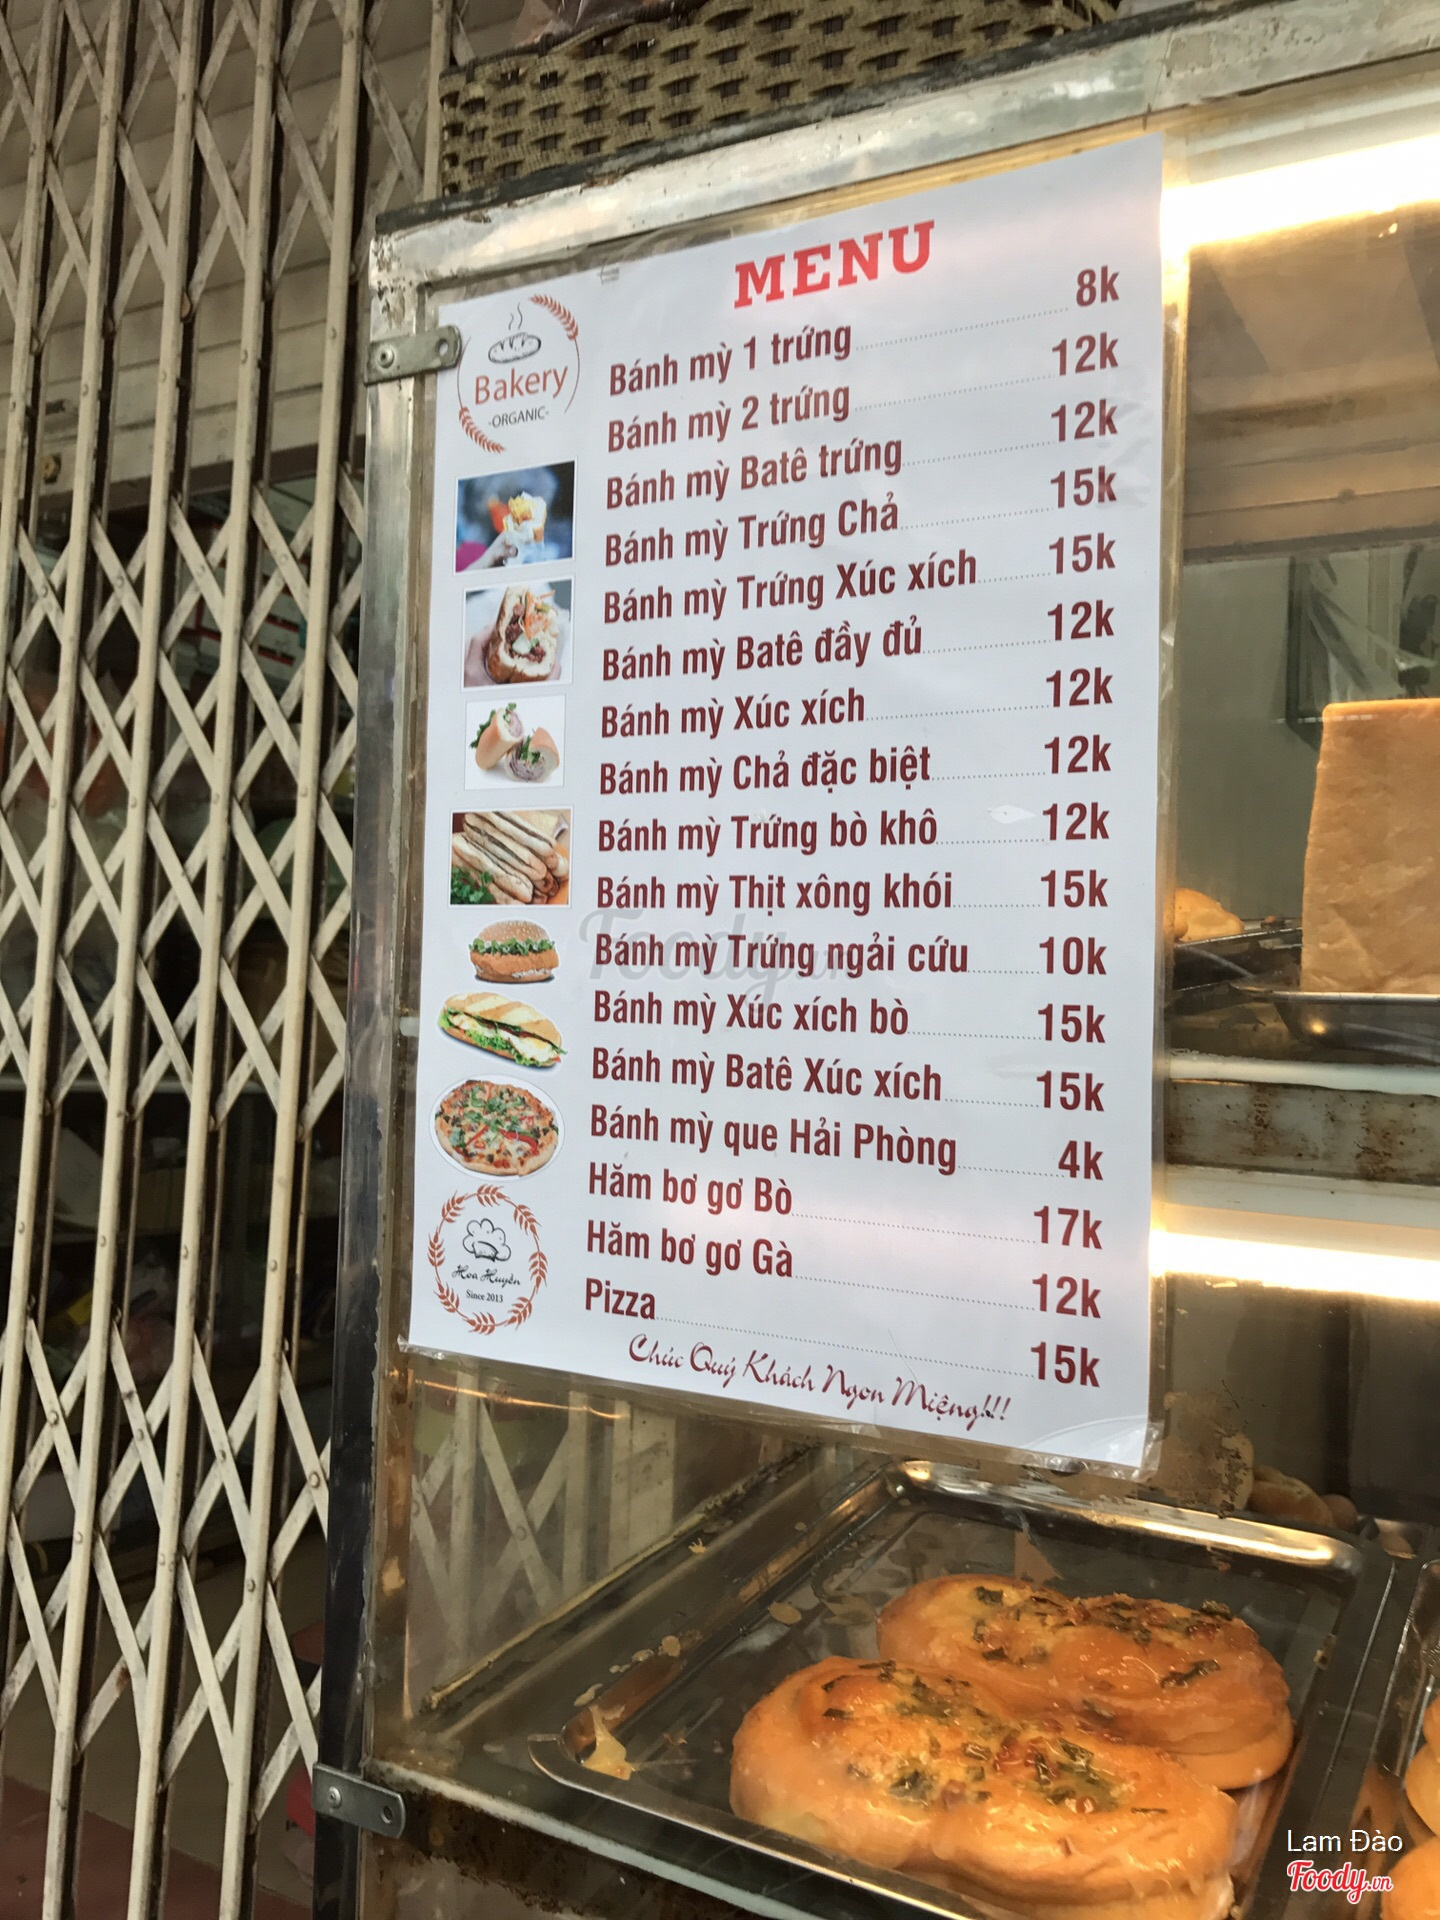 MENU
Bakery
-ORGANIC-
Bánh mỳ 1 trứng 8k
Bánh mỳ 2 trứng 12k
Bánh mỳ Batê trứng 12k
Bánh mỳ Trứng Chả 15k
Bánh mỳ Trứng Xúc xích 15k
Bánh mỳ Batê đầy đủ 12k
Bánh mỳ Xúc xích 12k
Bánh mỳ Chả đặc biệt 12k
Bánh mỳ Trứng bò khô 12k
Bánh mỳ Thịt xông khói 15k
Bánh mỳ Trứng ngải cứu 10k
Bánh mỳ Xúc xích bò 15k
Bánh mỳ Batê Xúc xích 15k
Bánh mỳ que Hải Phòng 4k
Hăm bơ gơ Bò 17k
Hăm bơ gơ Gà 12k
Pizza 15k
Hoa Huyên
Since 2013
Chúc Quý Khách Ngon Miệng!!!
Foody.vn
Lam Đào
Foody.vn